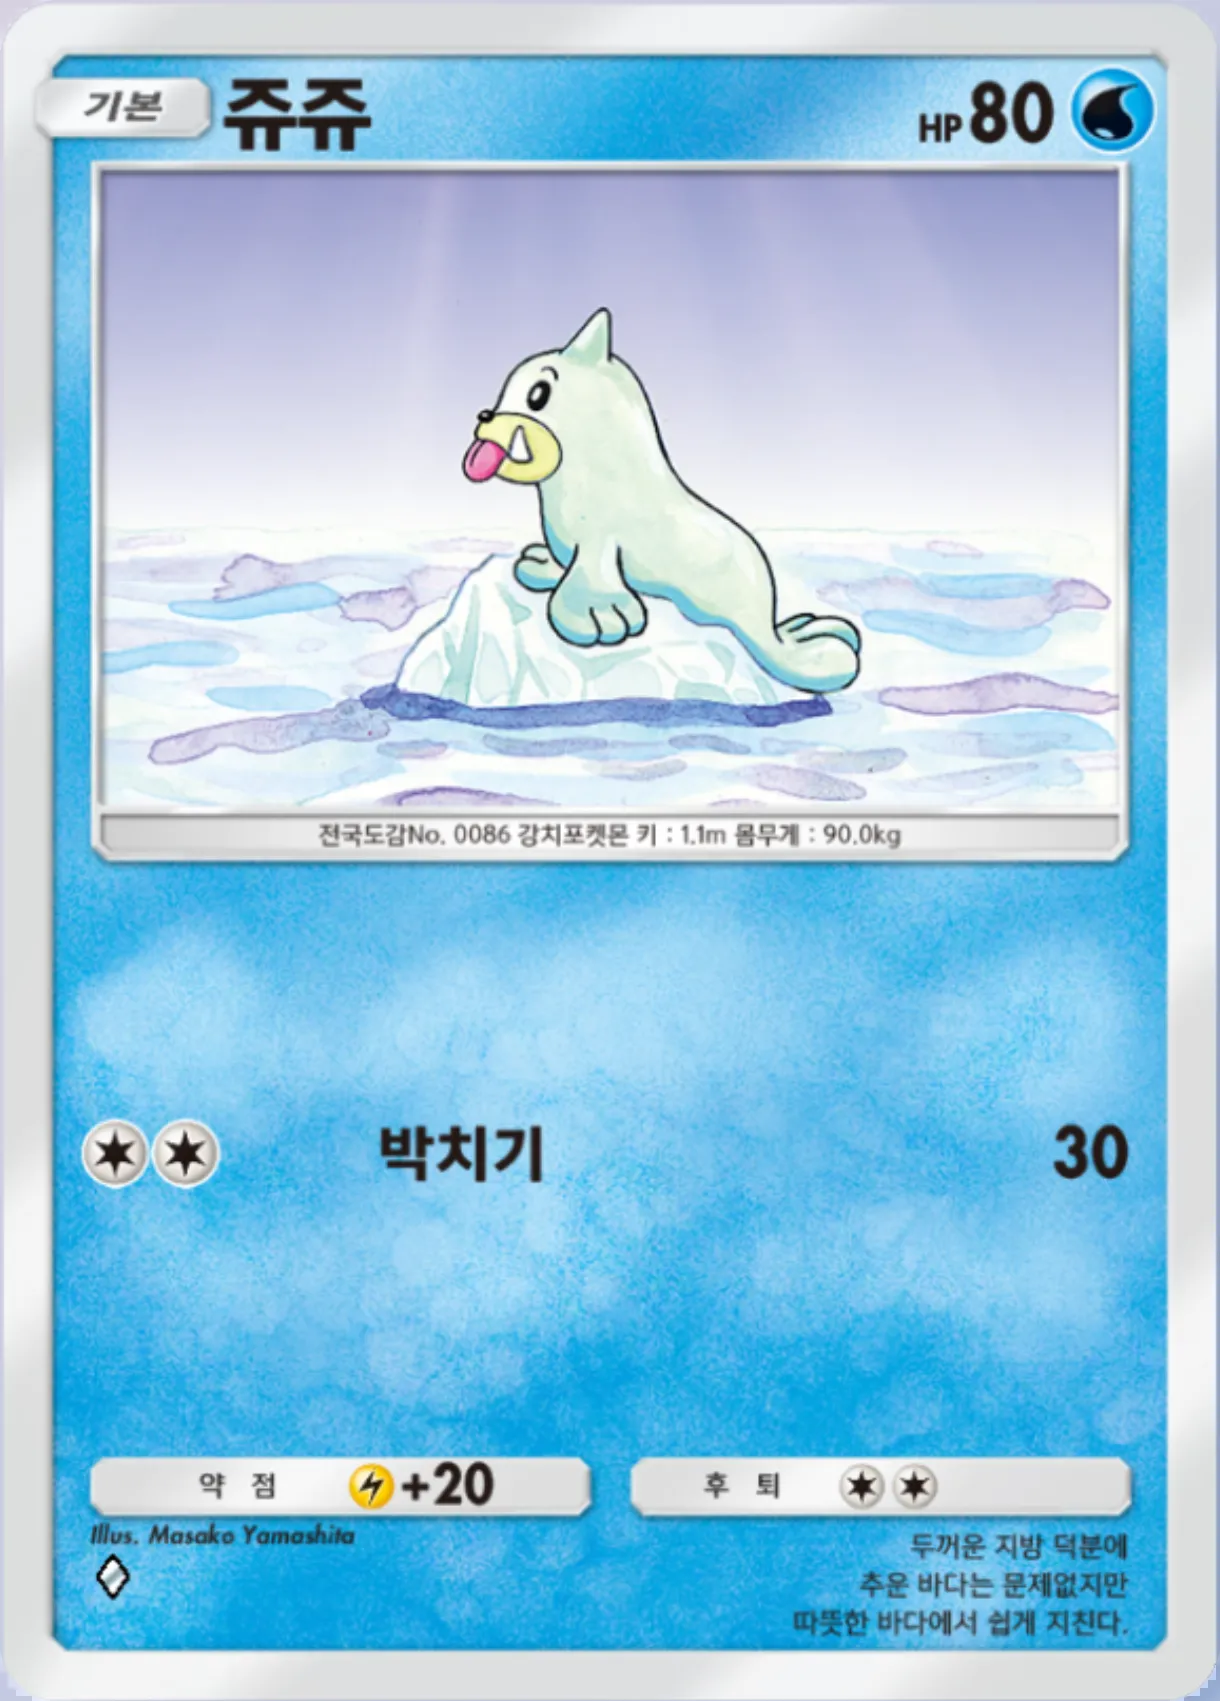 기본 쥬쥬 HP 80
전국도감No. 0086 강치포켓몬 키 : 1.1m 몸무게 : 90.0kg
박치기 30
약점 +20 후퇴
Illus. Masako Yamashita
두꺼운 지방 덕분에
추운 바다는 문제없지만
따뜻한 바다에서 쉽게 지친다.